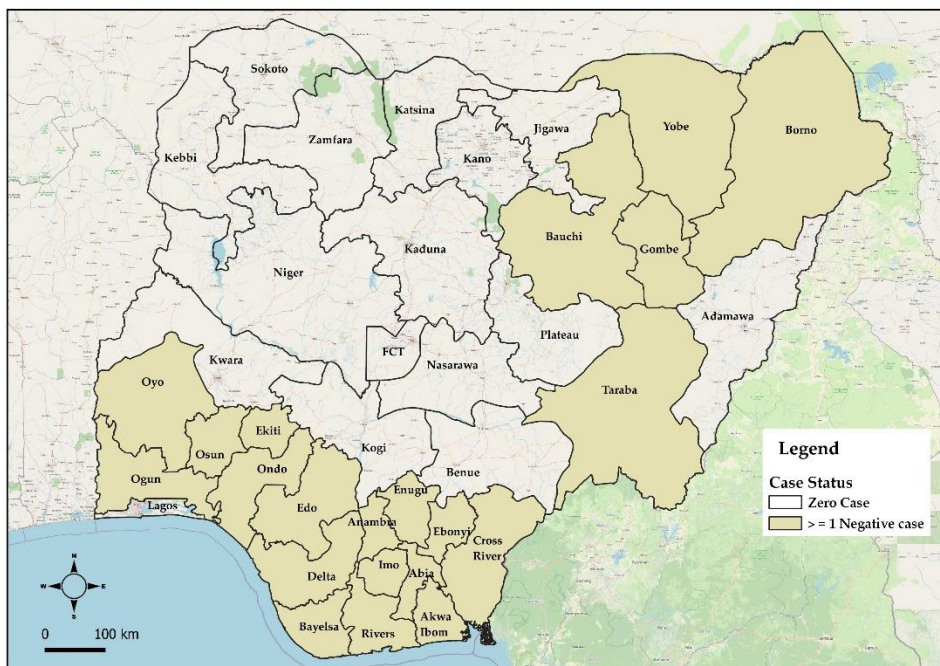 Sokoto
Katsina
Jigawa
Yobe
Borno
Zamfara
Kano
Kebbi
Bauchi
Gombe
Kaduna
Niger
Adamawa
Plateau
FCT
Nasarawa
Kwara
Taraba
Oyo
Kogi
Benue
Ekiti
Osun
Ondo
Ogun
Enugu
Lagos
Edo
Anambra
Ebonyi
Cross
River
Imo
Abia
Delta
Akwa
Ibom
Bayelsa
Rivers
Legend
Case Status
Zero Case
> = 1 Negative case
N
W
E
S
0 100 km